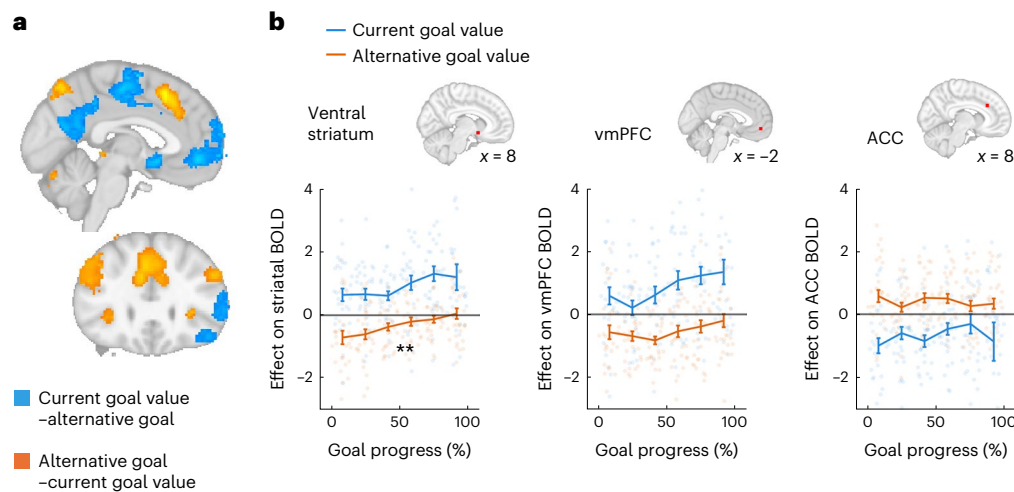 a
Current goal value
–alternative goal
Alternative goal
–current goal value
b
Current goal value
Alternative goal value
Ventral
striatum
x = 8
vmPFC
x = –2
ACC
x = 8
Effect on striatal BOLD
4
2
0
–2
**
0
50
100
Goal progress (%)
Effect on vmPFC BOLD
4
2
0
–2
0
50
100
Goal progress (%)
Effect on ACC BOLD
4
2
0
–2
0
50
100
Goal progress (%)